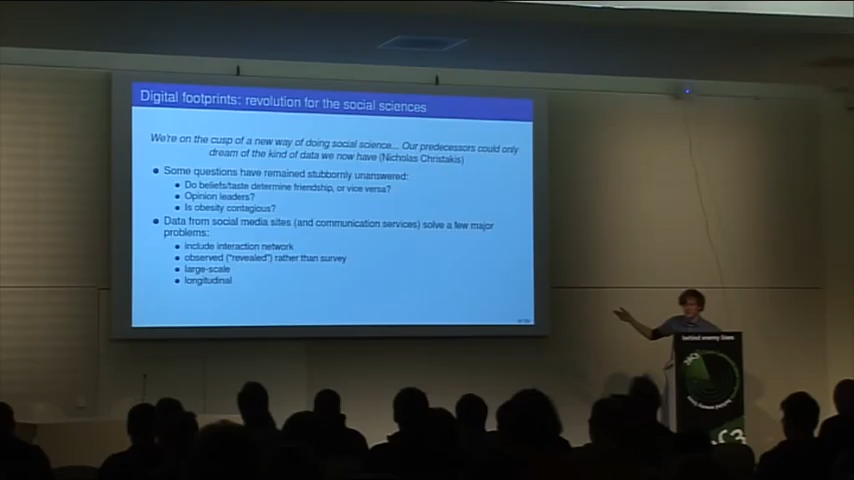 Digital footprints: revolution for the social sciences
We're on the cusp of a new way of doing social science... Our predecessors could only
dream of the kind of data we now have (Nicholas Christakis)
Some questions have remained stubbornly unanswered:
Do beliefs/taste determine friendship, or vice versa?
Opinion leaders?
Is obesity contagious?
Data from social media sites (and communication services) solve a few major
problems:
include interaction network
observed ("revealed") rather than survey
large-scale
longitudinal
behind enemy lines